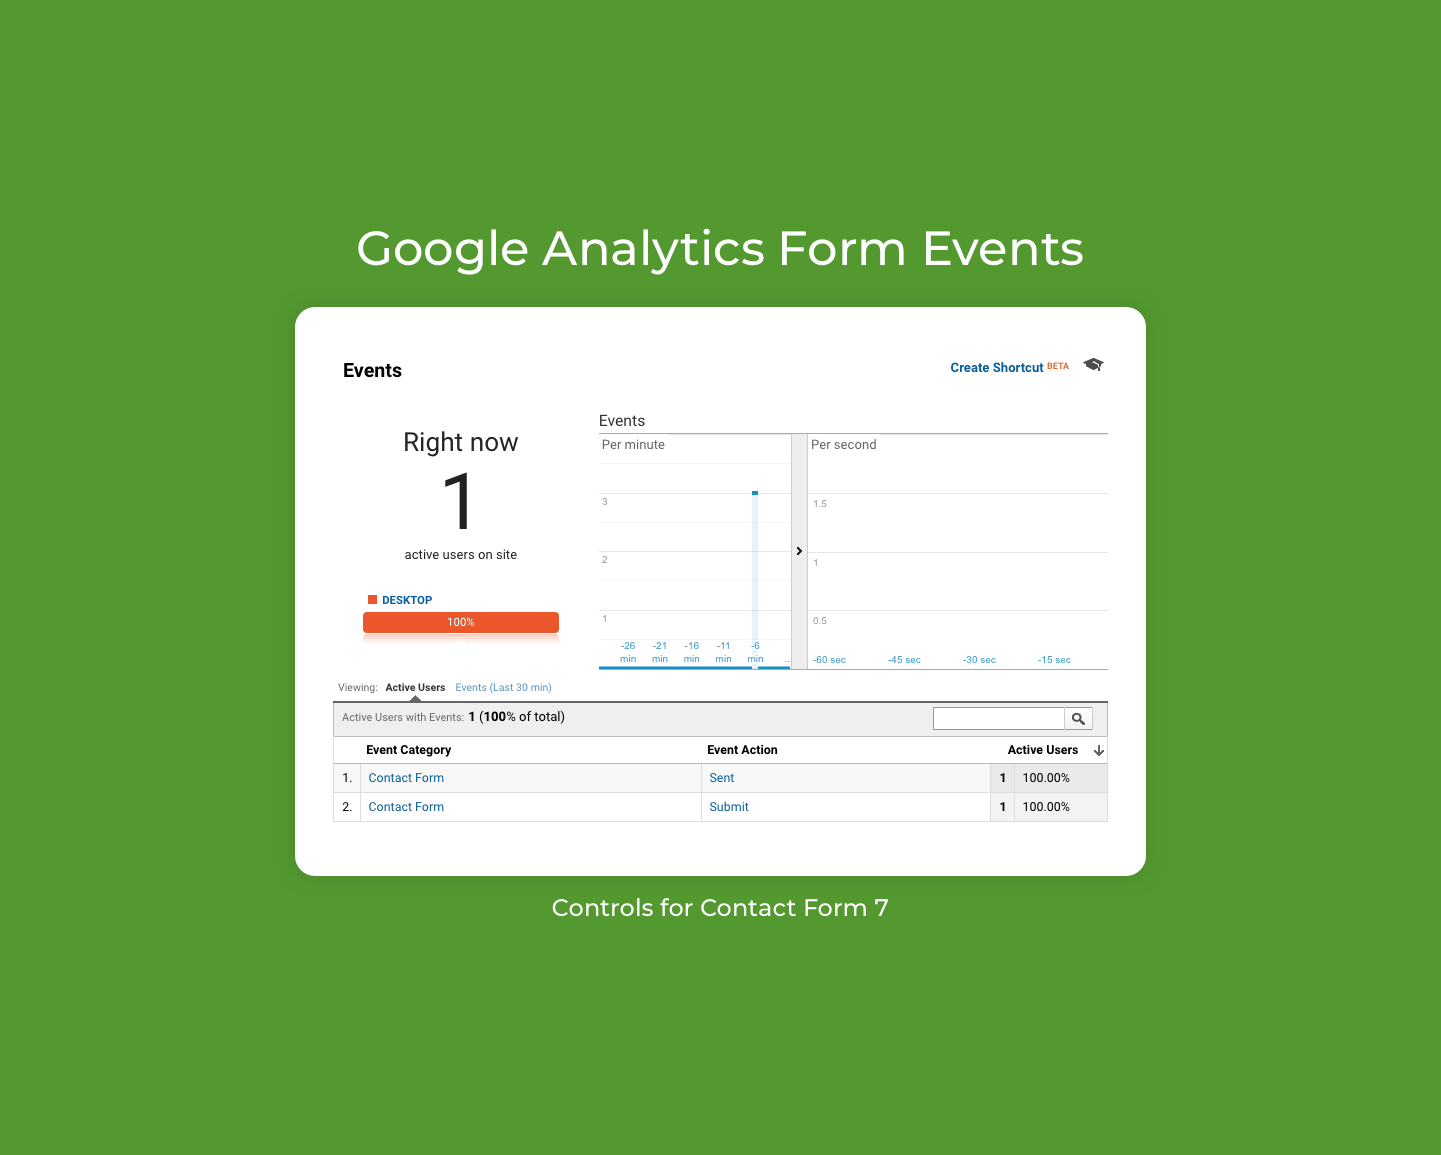 Google Analytics Form Events
Events
Create Shortcut BETA
Right now
1
active users on site
DESKTOP
100%
Events
Per minute
Per second
3
2
1
-26 min
-21 min
-16 min
-11 min
-6 min
..
1.5
1
0.5
-60 sec
-45 sec
-30 sec
-15 sec
Viewing: Active Users Events (Last 30 min)
Active Users with Events: 1 (100% of total)
Event Category Event Action Active Users
1. Contact Form Sent 1 100.00%
2. Contact Form Submit 1 100.00%
Controls for Contact Form 7